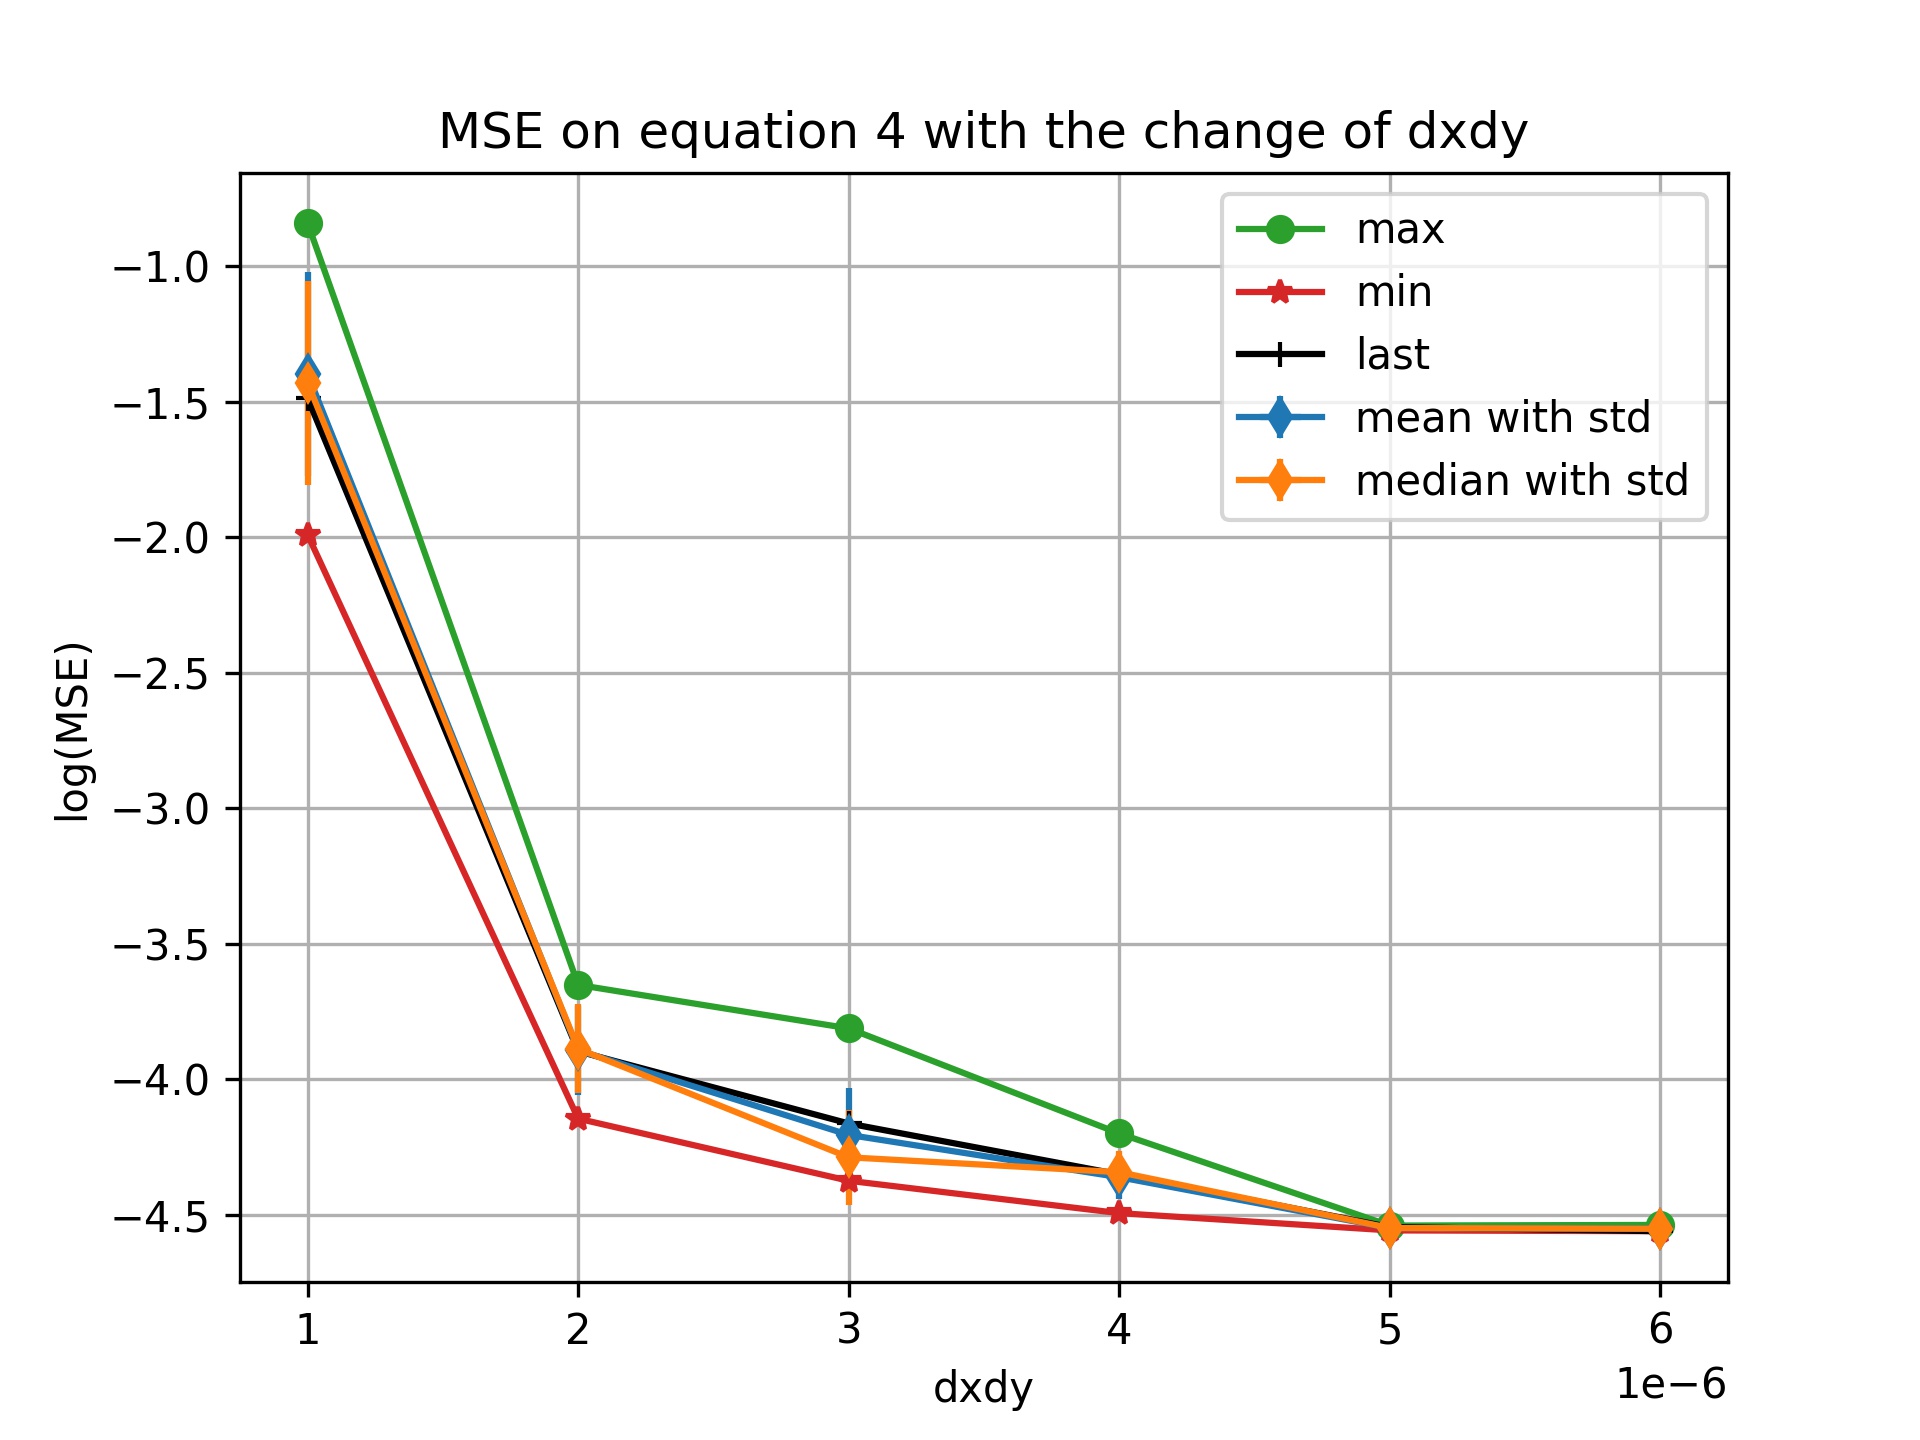 MSE on equation 4 with the change of dxdy
max
min
last
mean with std
median with std
log(MSE)
−1.0
−1.5
−2.0
−2.5
−3.0
−3.5
−4.0
−4.5
1 2 3 4 5 6
1e−6
dxdy